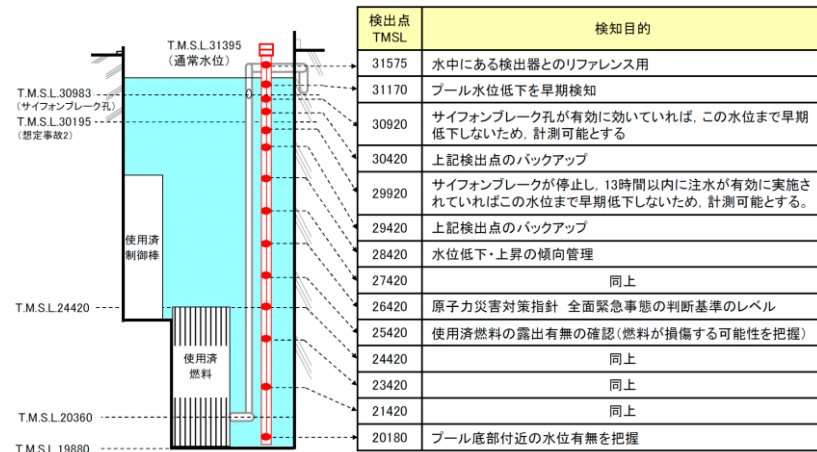 T.M.S.L.31395
(通常水位)
T.M.S.L.30983
(サイフォンブレーク孔)
T.M.S.L.30195
(想定事故2)
使用済
制御棒
T.M.S.L.24420
使用済
燃料
T.M.S.L.20360
T.M.S.L.19880
検出点
TMSL
検知目的
31575 水中にある検出器とのリファレンス用
31170 プール水位低下を早期検知
30920 サイフォンブレーク孔が有効に効いていれば,この水位まで早期
低下しないため,計測可能とする
30420 上記検出点のバックアップ
29920 サイフォンブレークが停止し,13時間以内に注水が有効に実施さ
れていればこの水位まで早期低下しないため,計測可能とする。
29420 上記検出点のバックアップ
28420 水位低下・上昇の傾向管理
27420 同上
26420 原子力災害対策指針 全面緊急事態の判断基準のレベル
25420 使用済燃料の露出有無の確認(燃料が損傷する可能性を把握)
24420 同上
23420 同上
21420 同上
20180 プール底部付近の水位有無を把握